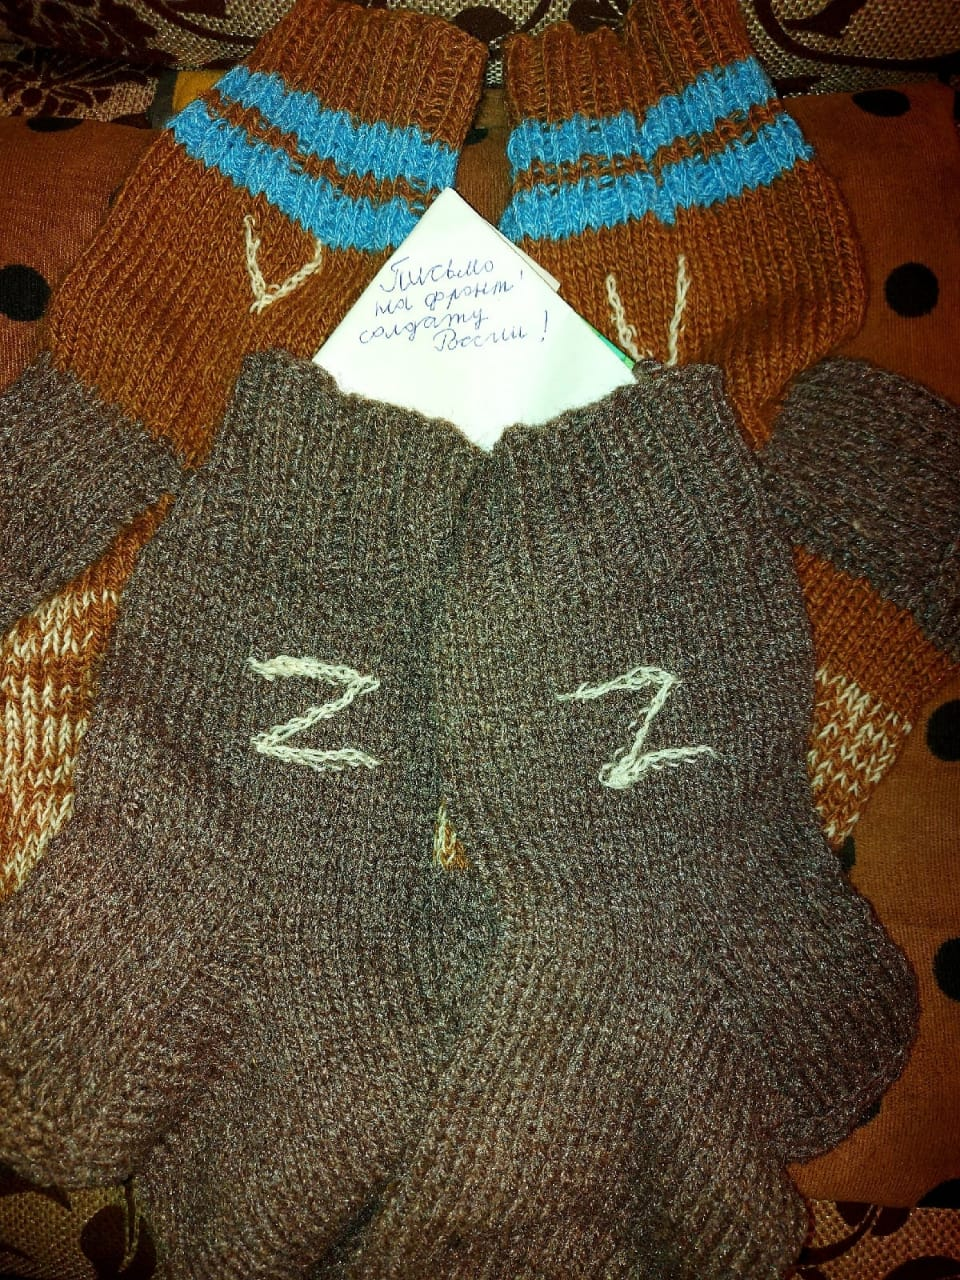 Письмо
на фронт!
солдату
России!
V V
Z Z